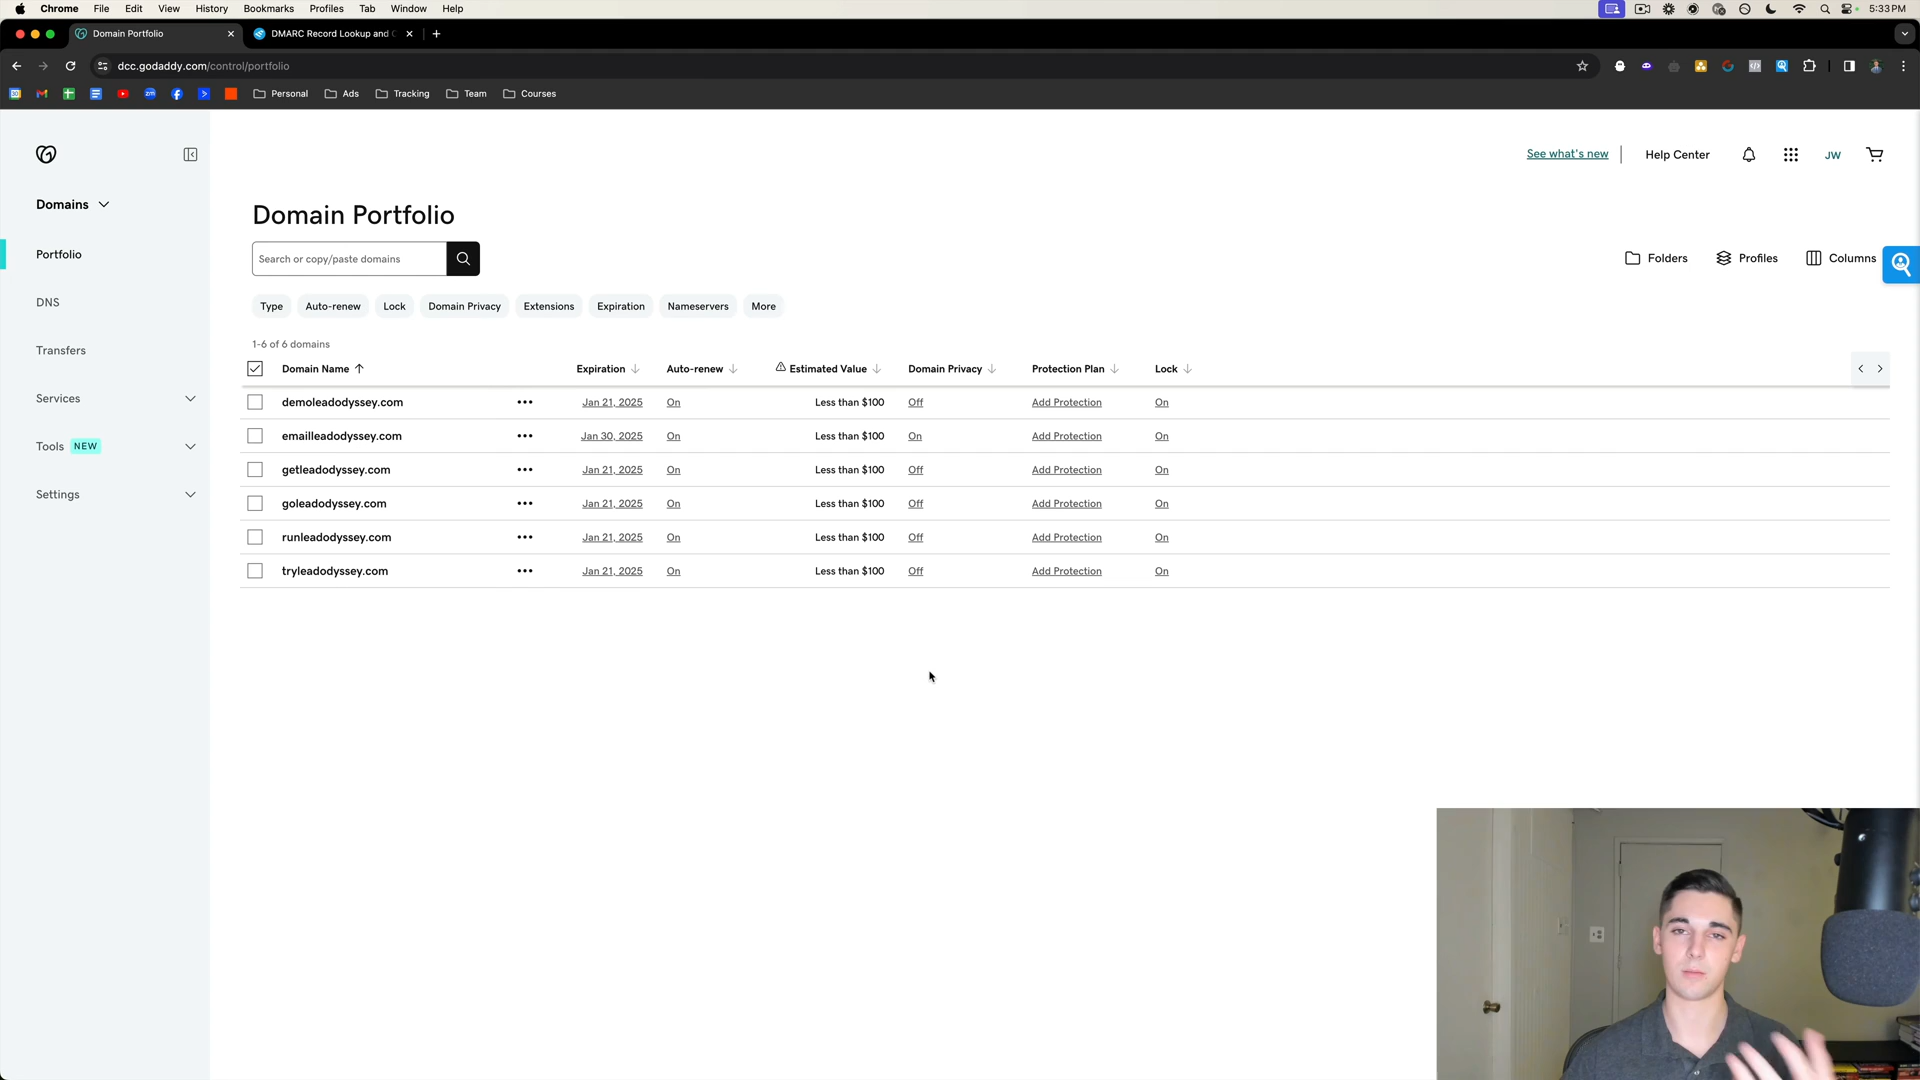 Chrome File Edit View History Bookmarks Profiles Tab Window Help 5:33 PM
Domain Portfolio DMARC Record Lookup and
dcc.godaddy.com/control/portfolio
Personal Ads Tracking Team Courses
See what's new Help Center JW
Domains
Portfolio
DNS
Transfers
Services
Tools NEW
Settings
Domain Portfolio
Search or copy/paste domains
Folders Profiles Columns
Type Auto-renew Lock Domain Privacy Extensions Expiration Nameservers More
1-6 of 6 domains
Domain Name Expiration Auto-renew Estimated Value Domain Privacy Protection Plan Lock
demoleadodyssey.com ••• Jan 21, 2025 On Less than $100 Off Add Protection On
emailleadodyssey.com ••• Jan 30, 2025 On Less than $100 On Add Protection On
getleadodyssey.com ••• Jan 21, 2025 On Less than $100 Off Add Protection On
goleadodyssey.com ••• Jan 21, 2025 On Less than $100 Off Add Protection On
runleadodyssey.com ••• Jan 21, 2025 On Less than $100 Off Add Protection On
tryleadodyssey.com ••• Jan 21, 2025 On Less than $100 Off Add Protection On